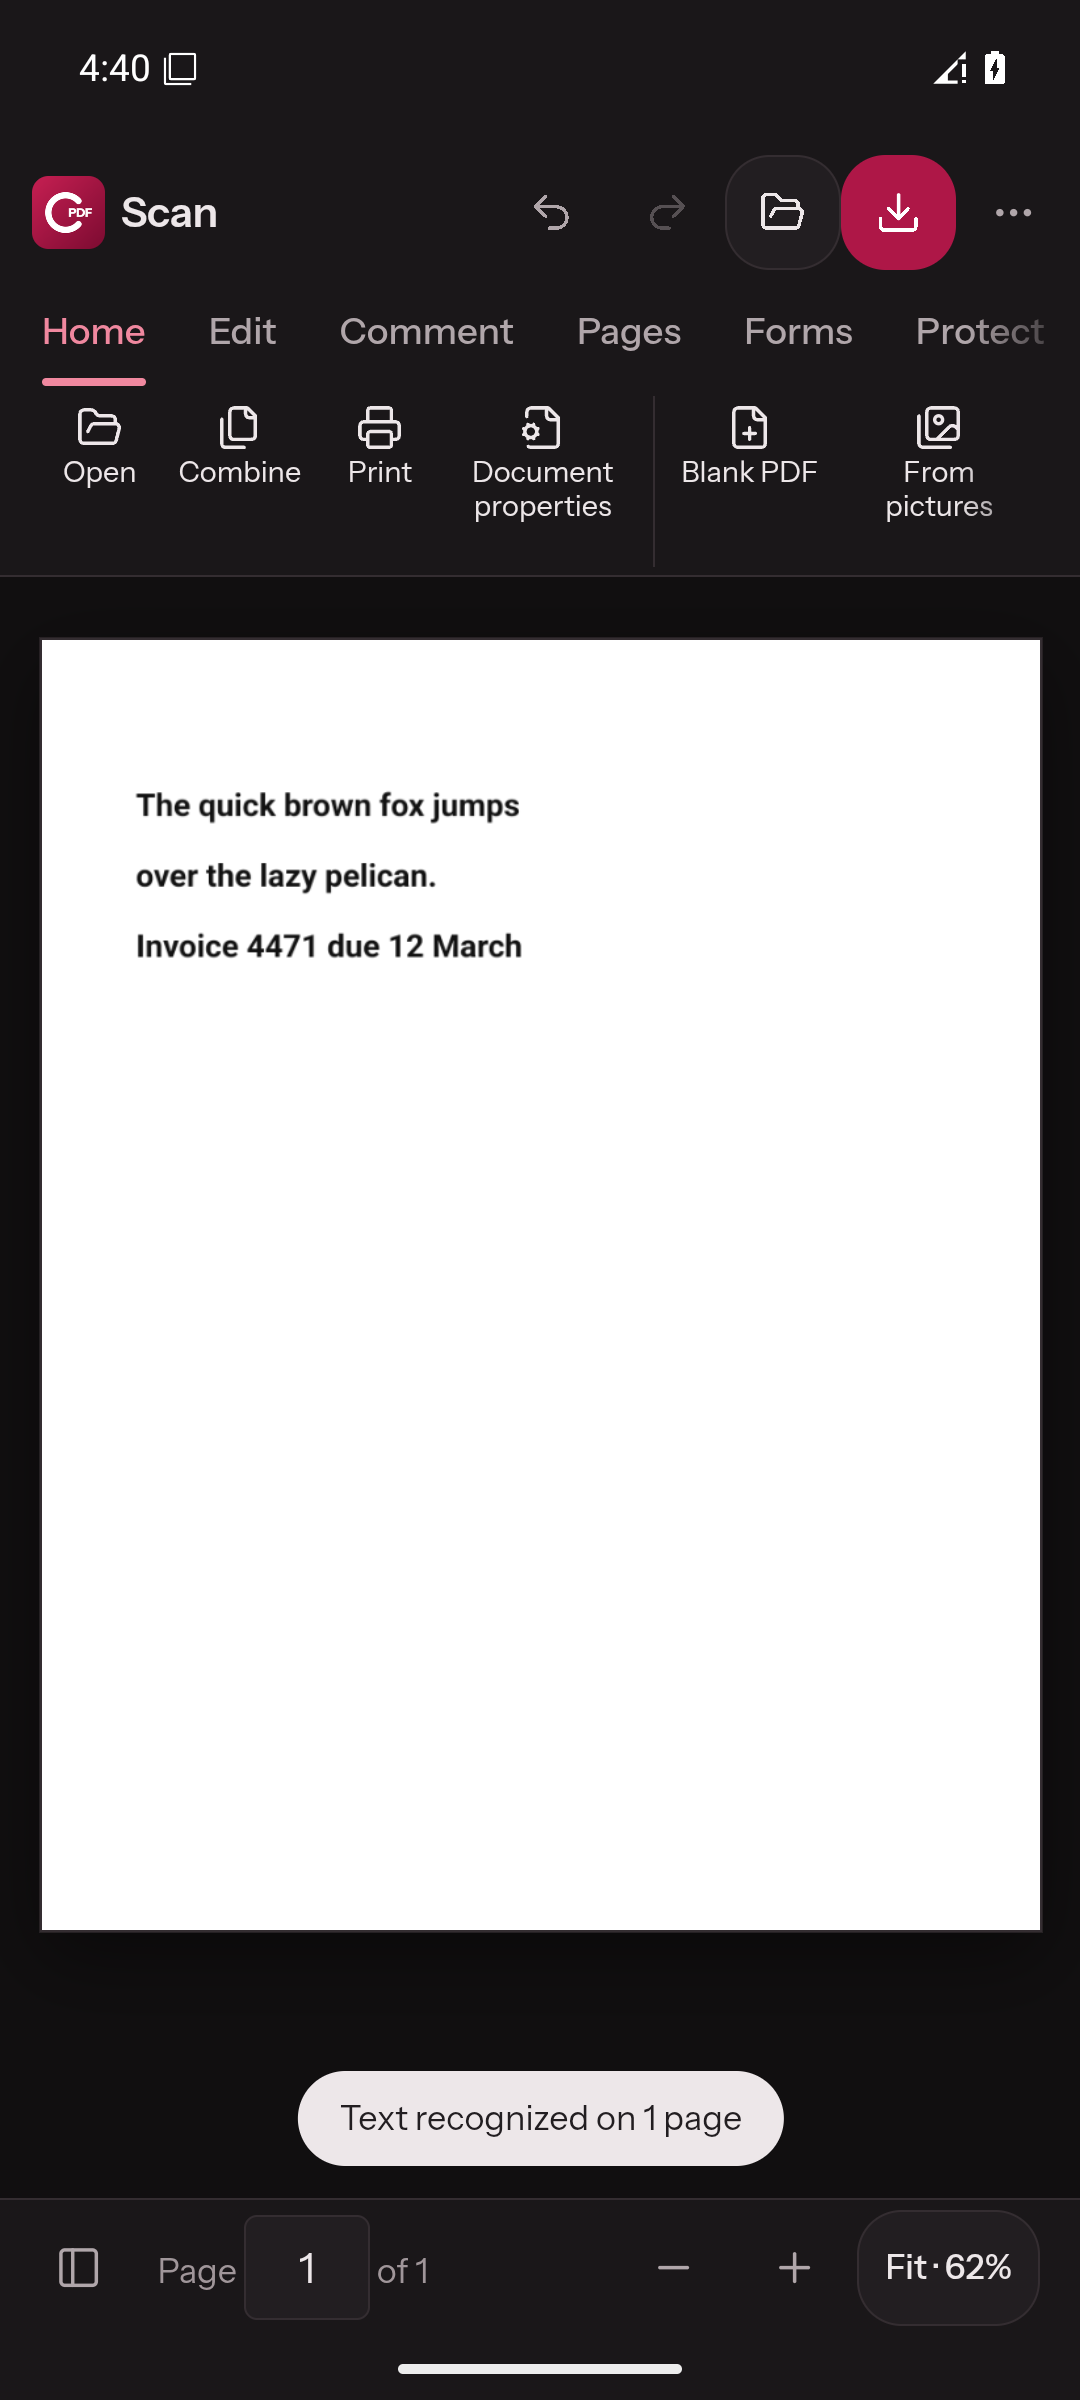 4:40
PDF
Scan
Home Edit Comment Pages Forms Protect
Open Combine Print Document properties Blank PDF From pictures
The quick brown fox jumps
over the lazy pelican.
Invoice 4471 due 12 March
Text recognized on 1 page
Page 1 of 1 Fit · 62%